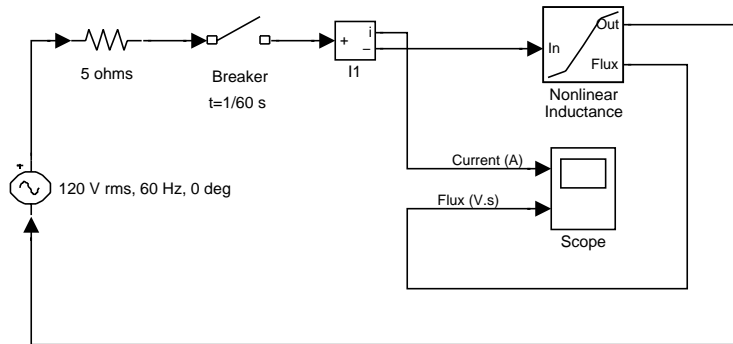 5 ohms
Breaker
t=1/60 s
+
i
−
I1
In
Out
Flux
Nonlinear
Inductance
+
120 V rms, 60 Hz, 0 deg
Current (A)
Flux (V.s)
Scope